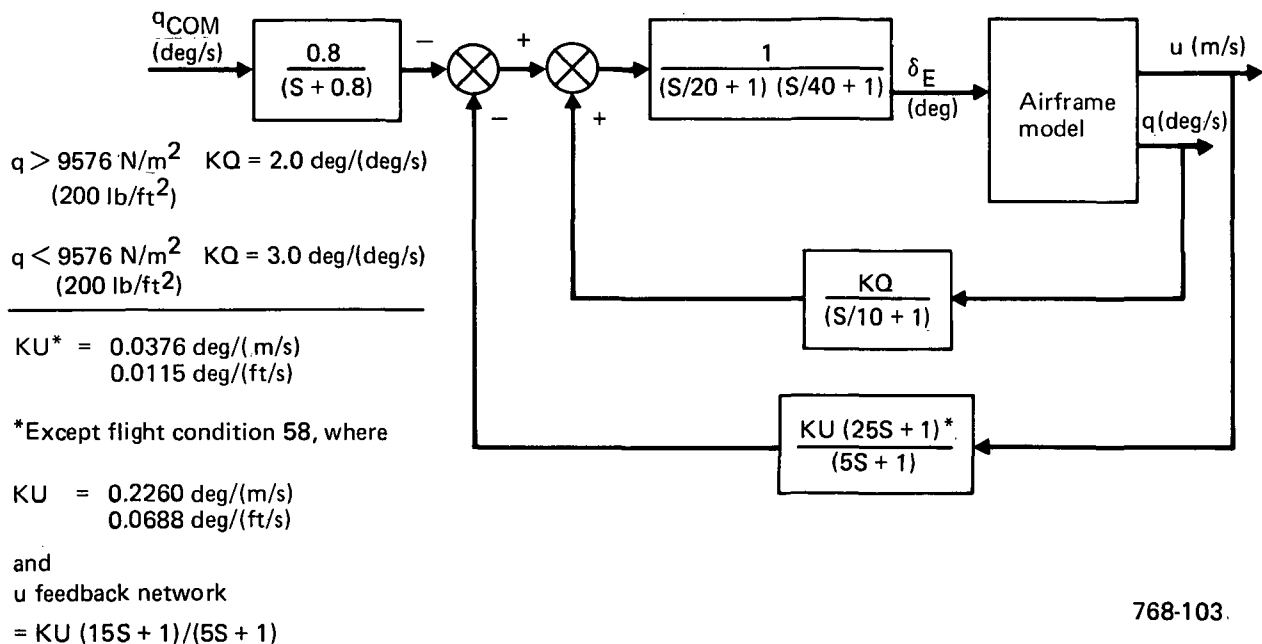 qCOM
(deg/s)
0.8
(S + 0.8)
−
+
−
+
1
(S/20 + 1) (S/40 + 1)
δE
(deg)
Airframe
model
u (m/s)
q(deg/s)
q > 9576 N/m² KQ = 2.0 deg/(deg/s)
(200 lb/ft²)
q < 9576 N/m² KQ = 3.0 deg/(deg/s)
(200 lb/ft²)
KQ
(S/10 + 1)
KU* = 0.0376 deg/(m/s)
0.0115 deg/(ft/s)
*Except flight condition 58, where
KU (25S + 1)*
(5S + 1)
KU = 0.2260 deg/(m/s)
0.0688 deg/(ft/s)
and
u feedback network
= KU (15S + 1)/(5S + 1)
768-103.